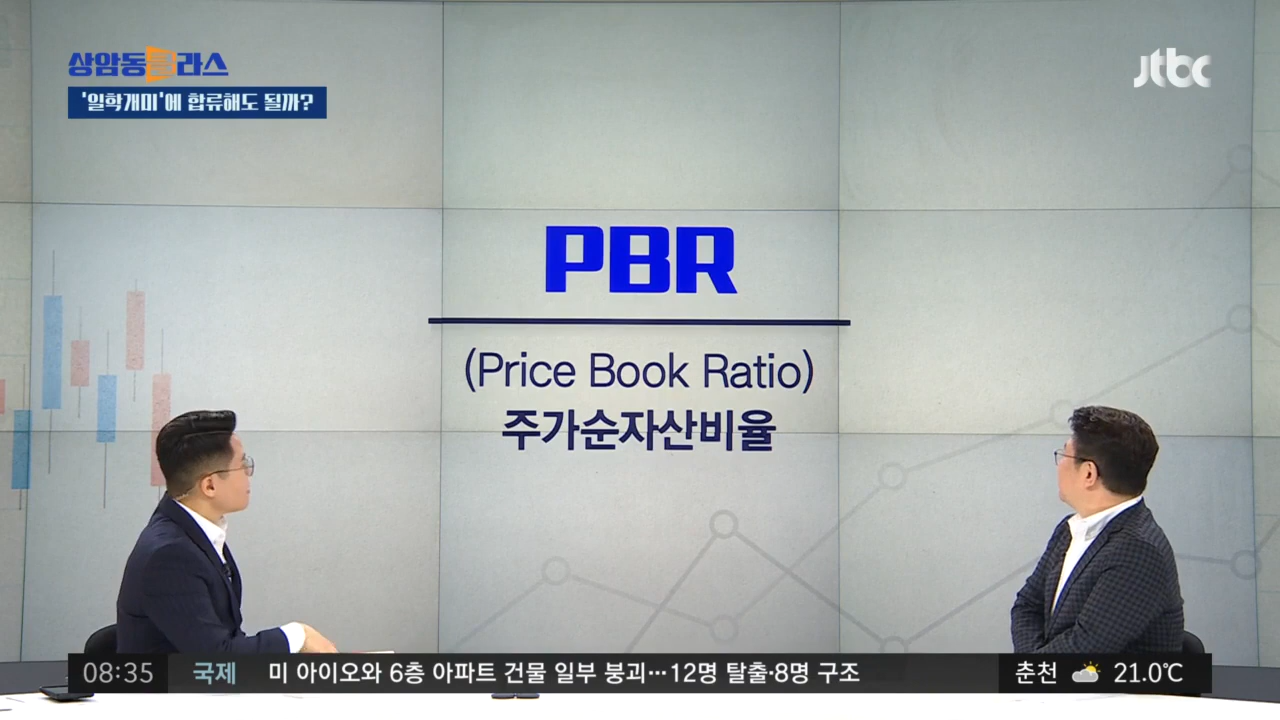 상암동클라스
'일학개미'에 합류해도 될까?
jtbc
PBR
(Price Book Ratio)
주가순자산비율
08:35 국제 미 아이오와 6층 아파트 건물 일부 붕괴…12명 탈출·8명 구조 춘천 21.0℃